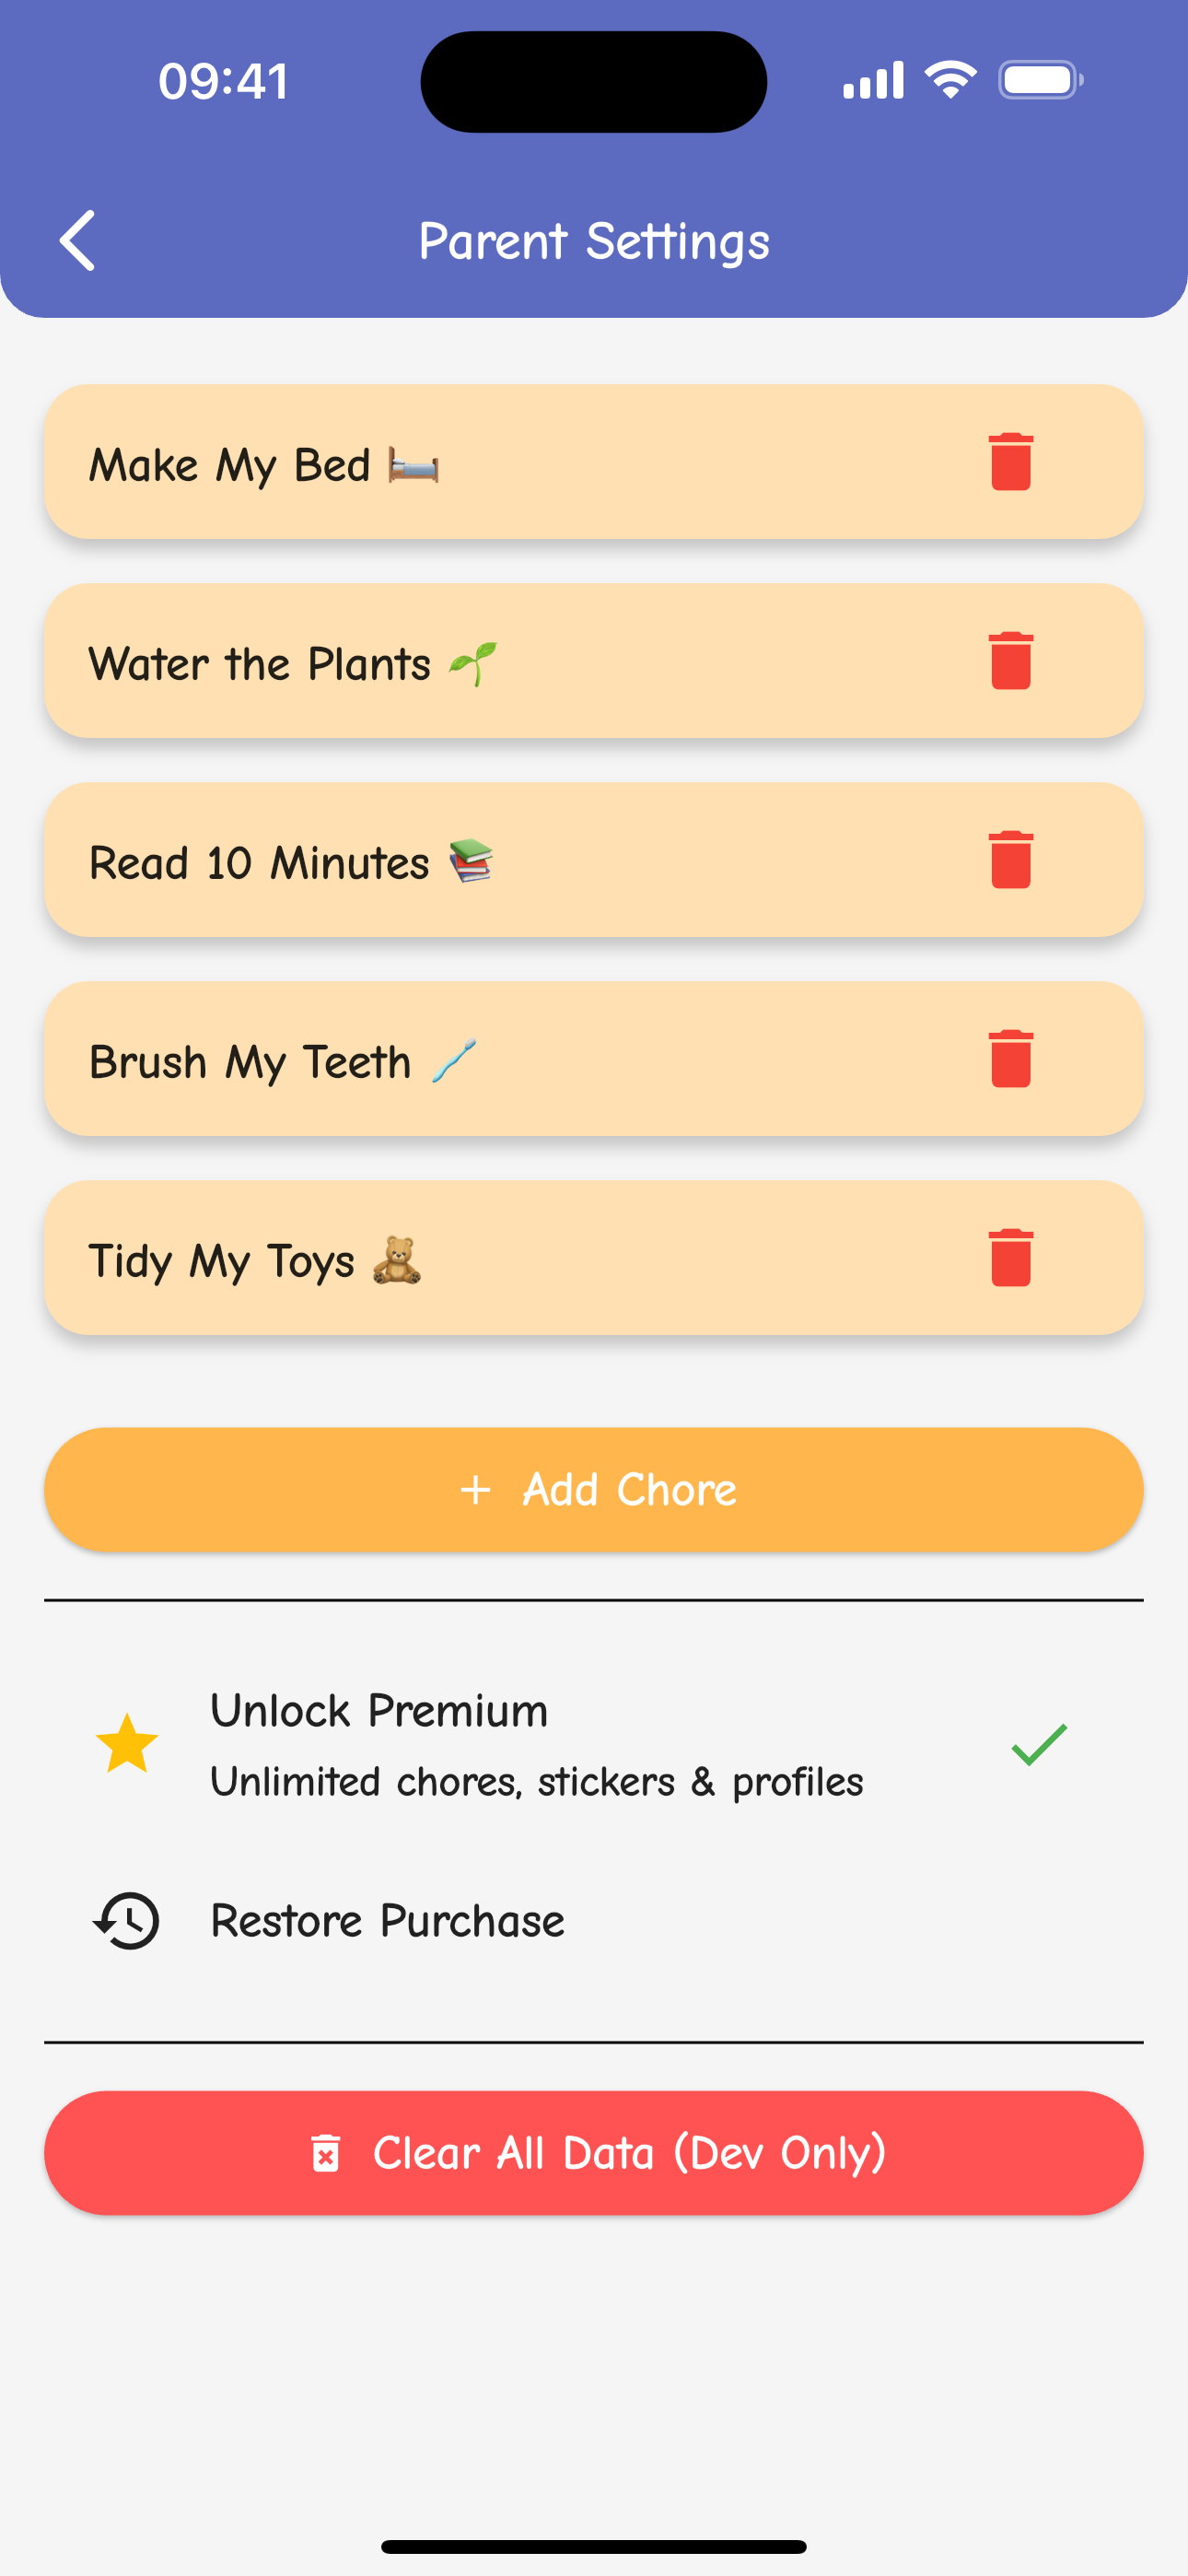 09:41
Parent Settings
Make My Bed 🛏️
Water the Plants 🌱
Read 10 Minutes 📚
Brush My Teeth 🪥
Tidy My Toys 🧸
+ Add Chore
Unlock Premium
Unlimited chores, stickers & profiles
Restore Purchase
Clear All Data (Dev Only)